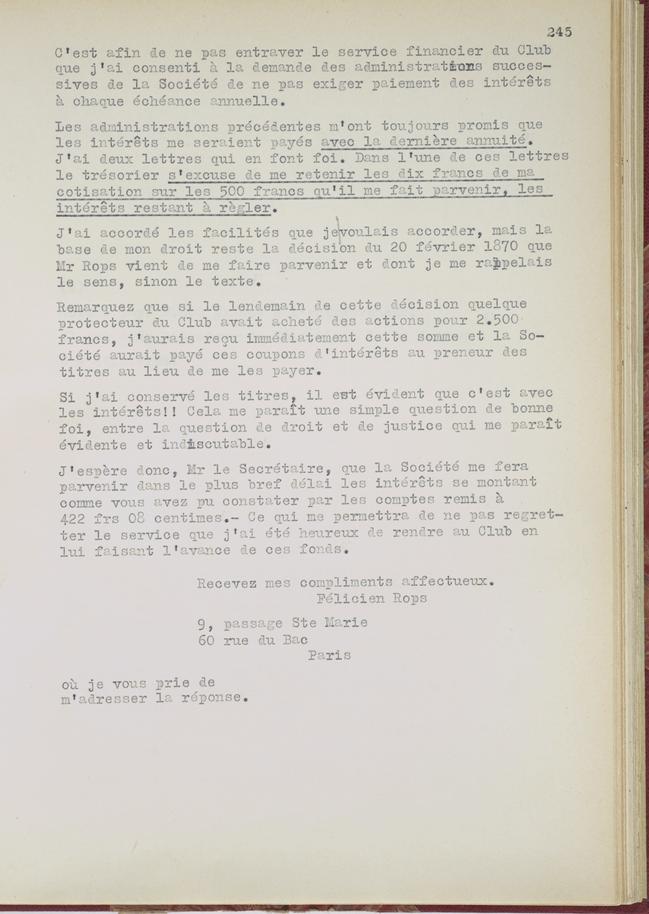 245
C'est afin de ne pas entraver le service financier du Club
que j'ai consenti à la demande des administrations succes-
sives de la Société de ne pas exiger paiement des intérêts
à chaque échéance annuelle.
Les administrations précédentes m'ont toujours promis que
les intérêts me seraient payés avec la dernière annuité.
J'ai deux lettres qui en font foi. Dans l'une de ces lettres
le trésorier s'excuse de me retenir les dix francs de ma
cotisation sur les 500 francs qu'il me fait parvenir, les
intérêts restant à règler.
J'ai accordé les facilités que je voulais accorder, mais la
base de mon droit reste la décision du 20 février 1870 que
Mr Rops vient de me faire parvenir et dont je me rappelais
le sens, sinon le texte.
Remarquez que si le lendemain de cette décision quelque
protecteur du Club avait acheté des actions pour 2.500
francs, j'aurais reçu immédiatement cette somme et la So-
ciété aurait payé ces coupons d'intérêts au preneur des
titres au lieu de me les payer.
Si j'ai conservé les titres, il est évident que c'est avec
les intérêts!! Cela me paraît une simple question de bonne
foi, entre la question de droit et de justice qui me paraît
évidente et indiscutable.
J'espère donc, Mr le Secrétaire, que la Société me fera
parvenir dans le plus bref délai les intérêts se montant
comme vous avez pu constater par les comptes remis à
422 frs 08 centimes.- Ce qui me permettra de ne pas regret-
ter le service que j'ai été heureux de rendre au Club en
lui faisant l'avance de ces fonds.
Recevez mes compliments affectueux.
Félicien Rops
9, passage Ste Marie
60 rue du Bac
Paris
où je vous prie de
m'adresser la réponse.